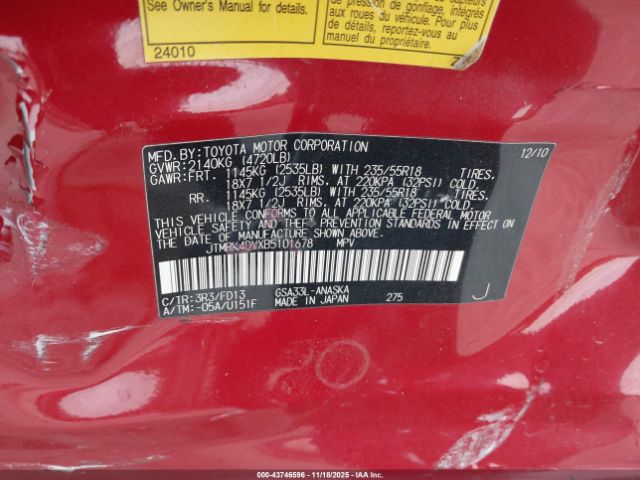 See Owner's Manual for details.
24010
de pression de gonflage, intégrés
aux roues du véhicule. Pour plus
de détails, reportez-vous au
manuel du propriétaire.
MFD.BY:TOYOTA MOTOR CORPORATION 12/10
GVWR:2140KG (4720LB)
GAWR:FRT. 1145KG (2535LB) WITH 235/55R18 TIRES.
18X7 1/2J RIMS. AT 220KPA (32PSI) COLD.
RR. 1145KG (2535LB) WITH 235/55R18 TIRES.
18X7 1/2J RIMS. AT 220KPA (32PSI) COLD.
THIS VEHICLE CONFORMS TO ALL APPLICABLE FEDERAL MOTOR
VEHICLE SAFETY AND THEFT PREVENTION STANDARDS IN EFFECT ON
THE DATE OF MANUFACTURE SHOWN ABOVE.
JTMRK4DVXB5101678 MPV
C/TR:3R3/FD13 GSA33L-ANASKA
A/TM:-05A/U151F MADE IN JAPAN 275 J
000-43746596 - 11/18/2025 - IAAI.COM